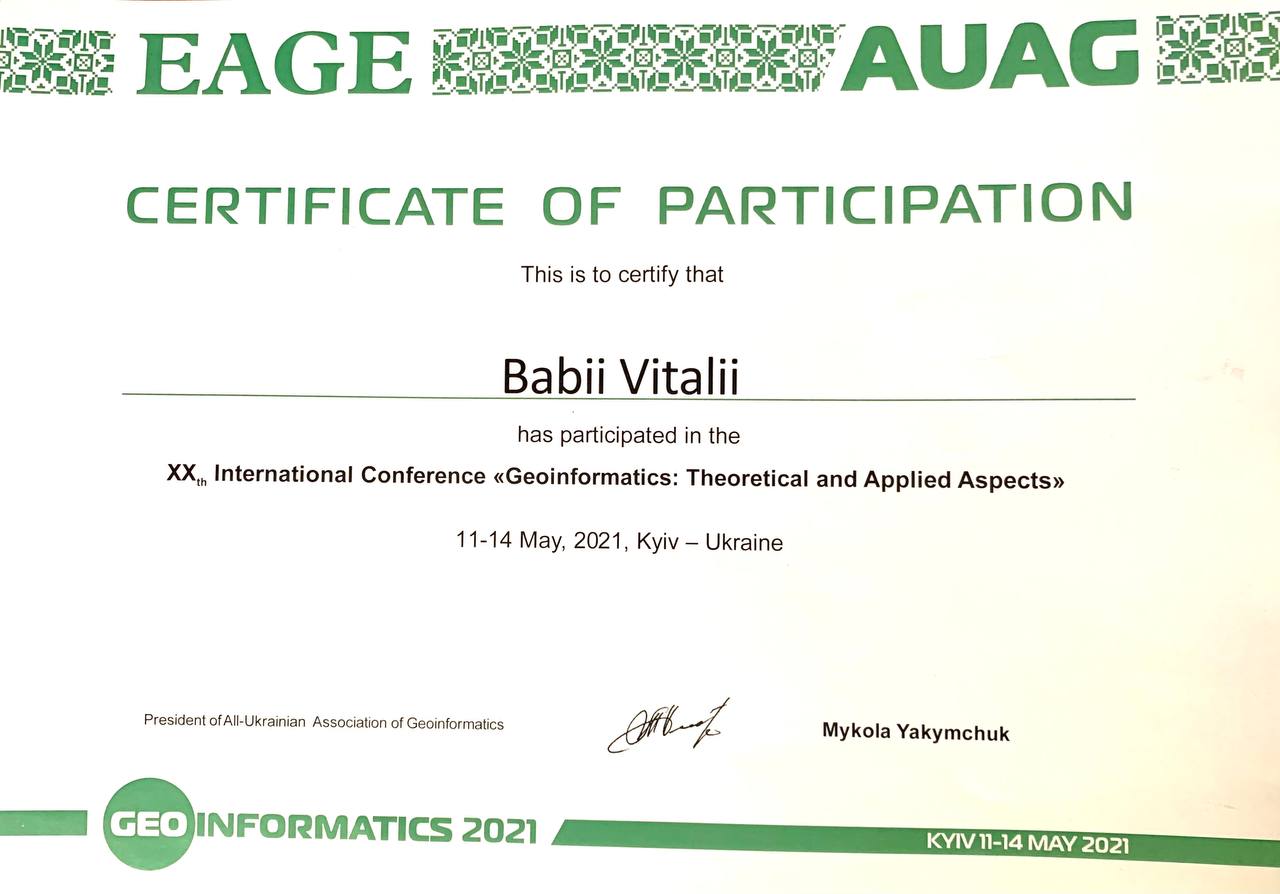 EAGE AUAG
CERTIFICATE OF PARTICIPATION
This is to certify that
Babii Vitalii
has participated in the
XXth International Conference «Geoinformatics: Theoretical and Applied Aspects»
11-14 May, 2021, Kyiv – Ukraine
President of All-Ukrainian Association of Geoinformatics
Mykola Yakymchuk
GEOINFORMATICS 2021
KYIV 11-14 MAY 2021